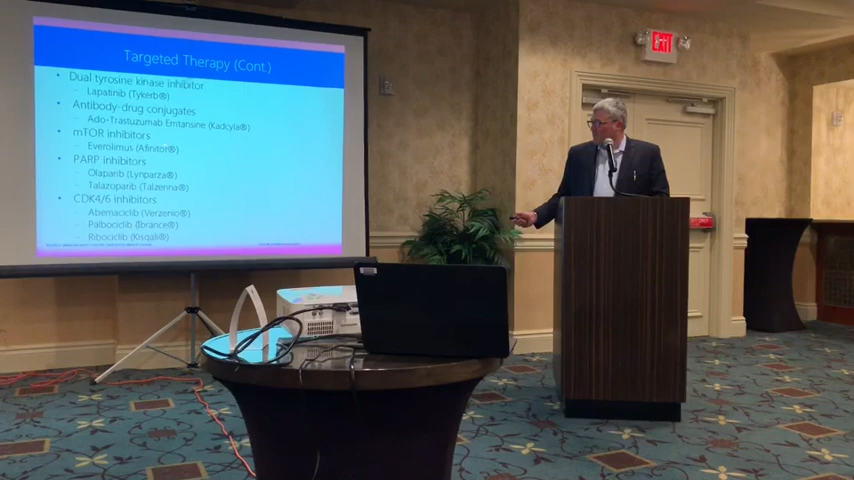 Targeted Therapy (Cont.)
• Dual tyrosine kinase inhibitor
– Lapatinib (Tykerb®)
• Antibody-drug conjugates
– Ado-Trastuzumab Emtansine (Kadcyla®)
• mTOR inhibitors
– Everolimus (Afinitor®)
• PARP inhibitors
– Olaparib (Lynparza®)
– Talazoparib (Talzenna®)
• CDK4/6 inhibitors
– Abemaciclib (Verzenio®)
– Palbociclib (Ibrance®)
– Ribociclib (Kisqali®)
EXIT